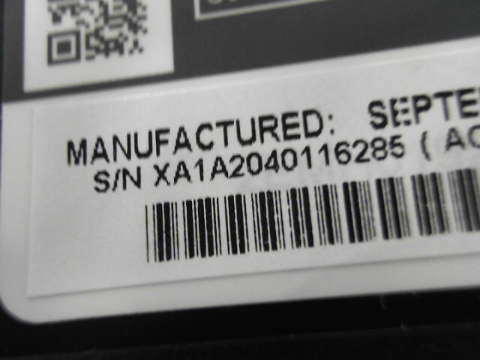 MANUFACTURED: SEPTE
S/N XA1A2040116285 ( AC